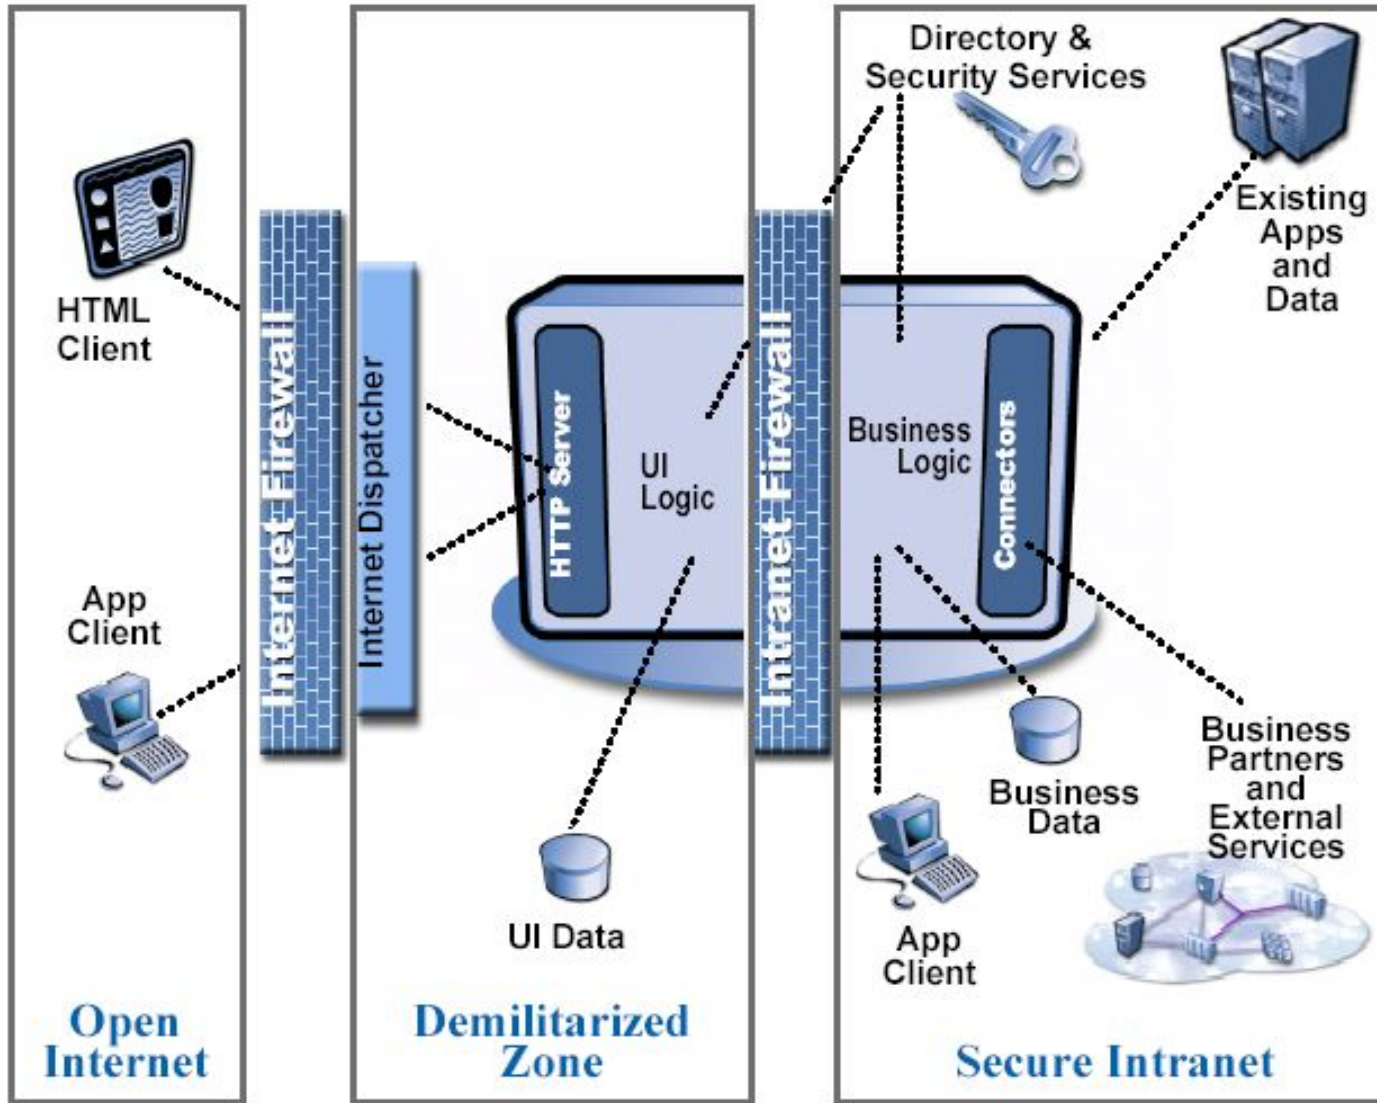 Directory &
Security Services
Existing
Apps
and
Data
HTML
Client
Internet Firewall
Internet Dispatcher
HTTP Server
UI
Logic
Intranet Firewall
Business
Logic
Connectors
App
Client
UI Data
Business
Data
App
Client
Business
Partners
and
External
Services
Open
Internet
Demilitarized
Zone
Secure Intranet